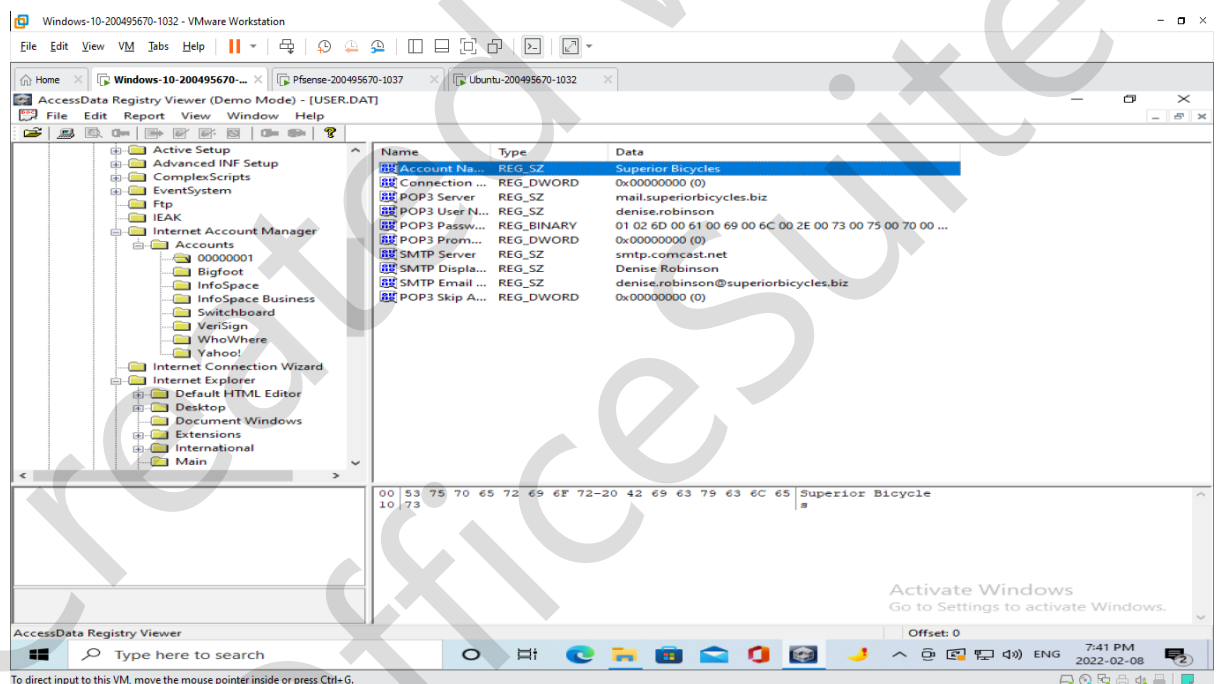 Windows-10-200495670-1032 - VMware Workstation
File Edit View VM Tabs Help
Home Windows-10-200495670-... Pfsense-200495670-1037 Ubuntu-200495670-1032
AccessData Registry Viewer (Demo Mode) - [USER.DAT]
File Edit Report View Window Help
Active Setup
Advanced INF Setup
ComplexScripts
EventSystem
Ftp
IEAK
Internet Account Manager
Accounts
00000001
Bigfoot
InfoSpace
InfoSpace Business
Switchboard
VeriSign
WhoWhere
Yahoo!
Internet Connection Wizard
Internet Explorer
Default HTML Editor
Desktop
Document Windows
Extensions
International
Main
Name Type Data
Account Na... REG_SZ Superior Bicycles
Connection ... REG_DWORD 0x00000000 (0)
POP3 Server REG_SZ mail.superiorbicycles.biz
POP3 User N... REG_SZ denise.robinson
POP3 Passw... REG_BINARY 01 02 6D 00 61 00 69 00 6C 00 2E 00 73 00 75 00 70 00 ...
POP3 Prom... REG_DWORD 0x00000000 (0)
SMTP Server REG_SZ smtp.comcast.net
SMTP Displa... REG_SZ Denise Robinson
SMTP Email ... REG_SZ denise.robinson@superiorbicycles.biz
POP3 Skip A... REG_DWORD 0x00000000 (0)
00 53 75 70 65 72 69 6F 72-20 42 69 63 79 63 6C 65 Superior Bicycle
10 73 s
Activate Windows
Go to Settings to activate Windows.
AccessData Registry Viewer Offset: 0
Type here to search ENG 7:41 PM
2022-02-08 2
To direct input to this VM, move the mouse pointer inside or press Ctrl+G.
created
officeSuite